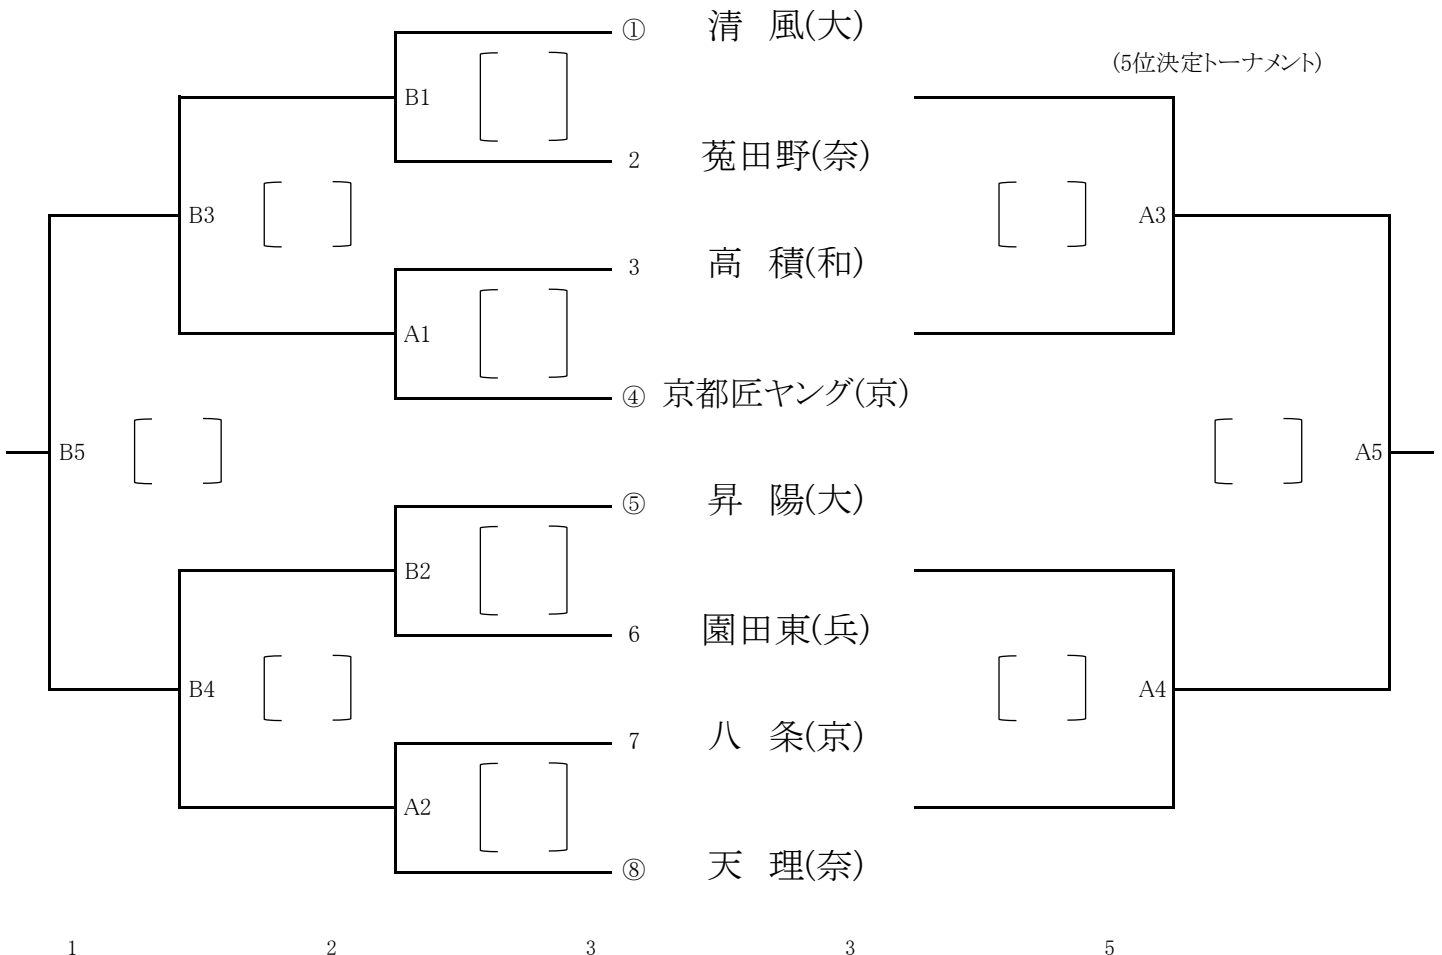 ① 清 風(大)
(5位決定トーナメント)
B1
2 菟田野(奈)
B3
A3
3 高 積(和)
A1
④ 京都匠ヤング(京)
B5
A5
⑤ 昇 陽(大)
B2
6 園田東(兵)
B4
A4
7 八 条(京)
A2
⑧ 天 理(奈)
1 2 3 3 5